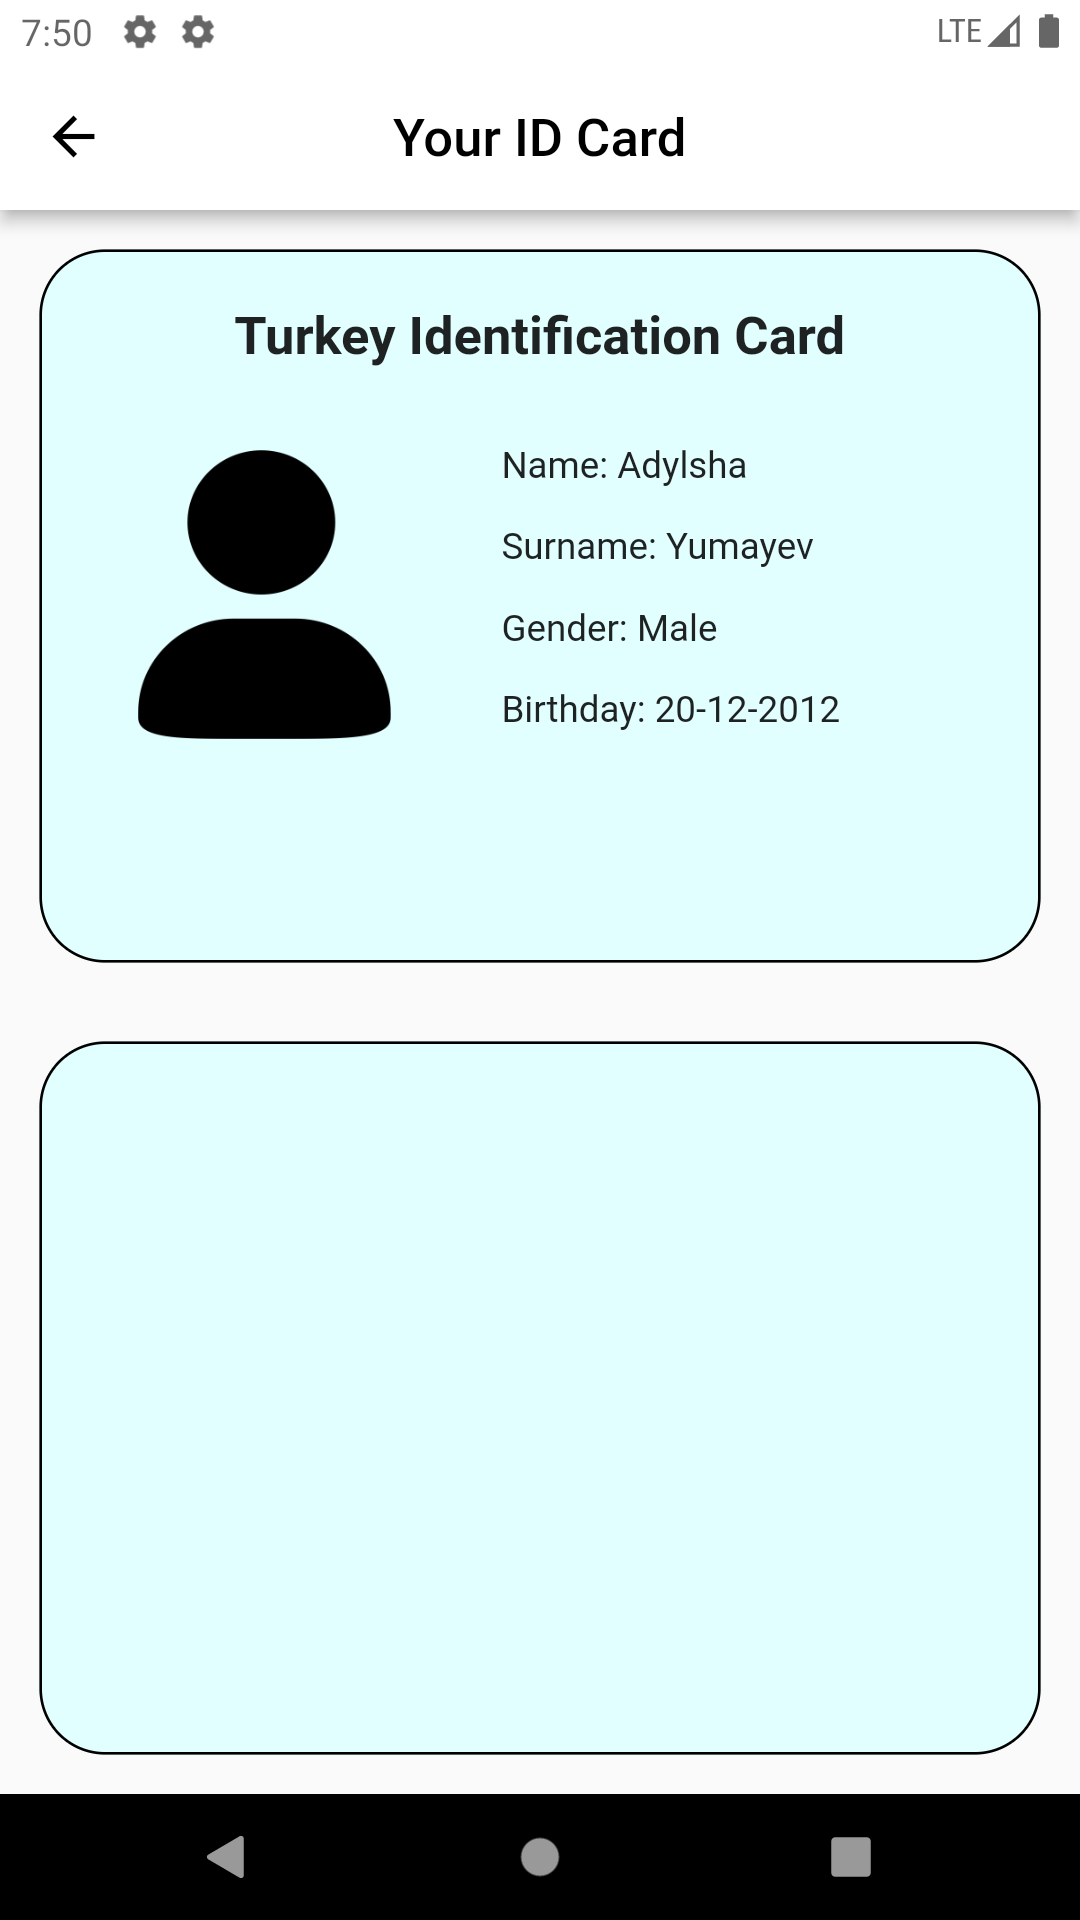 7:50 LTE
Your ID Card
Turkey Identification Card
Name: Adylsha
Surname: Yumayev
Gender: Male
Birthday: 20-12-2012